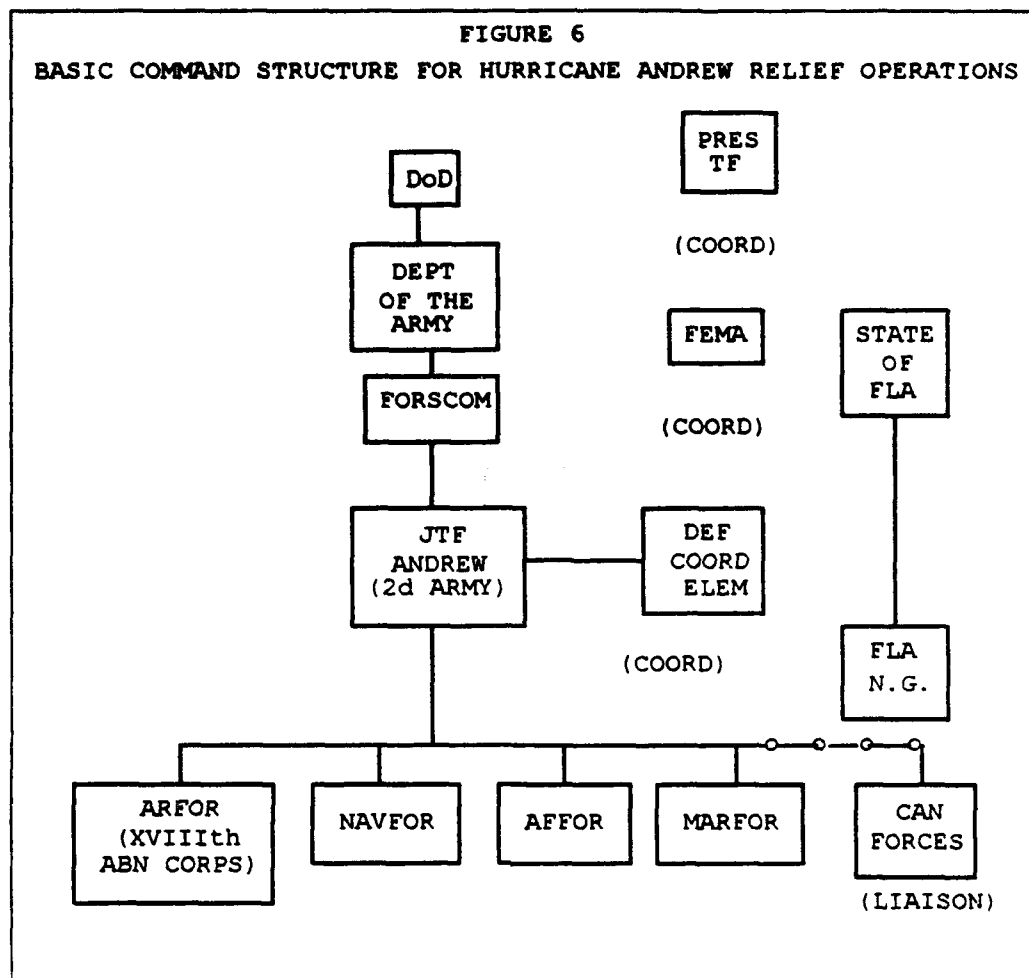 FIGURE 6
BASIC COMMAND STRUCTURE FOR HURRICANE ANDREW RELIEF OPERATIONS
PRES
TF
DoD
(COORD)
DEPT
OF THE
ARMY
FEMA
STATE
OF
FLA
FORSCOM
(COORD)
JTF
ANDREW
(2d ARMY)
DEF
COORD
ELEM
(COORD)
FLA
N.G.
ARFOR
(XVIIIth
ABN CORPS)
NAVFOR
AFFOR
MARFOR
CAN
FORCES
(LIAISON)